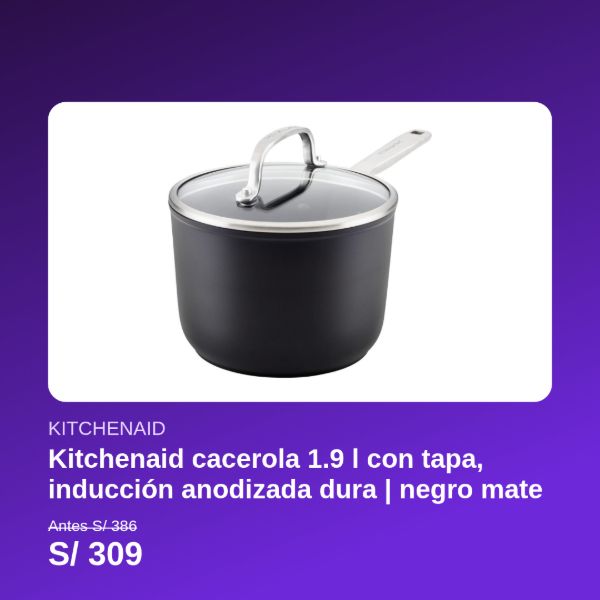 KITCHENAID
Kitchenaid cacerola 1.9 l con tapa,
inducción anodizada dura | negro mate
Antes S/ 386
S/ 309